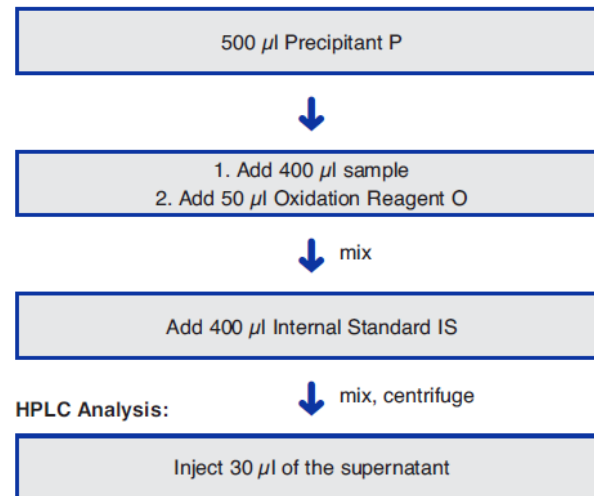 500 µl Precipitant P
1. Add 400 µl sample
2. Add 50 µl Oxidation Reagent O
mix
Add 400 µl Internal Standard IS
mix, centrifuge
HPLC Analysis:
Inject 30 µl of the supernatant